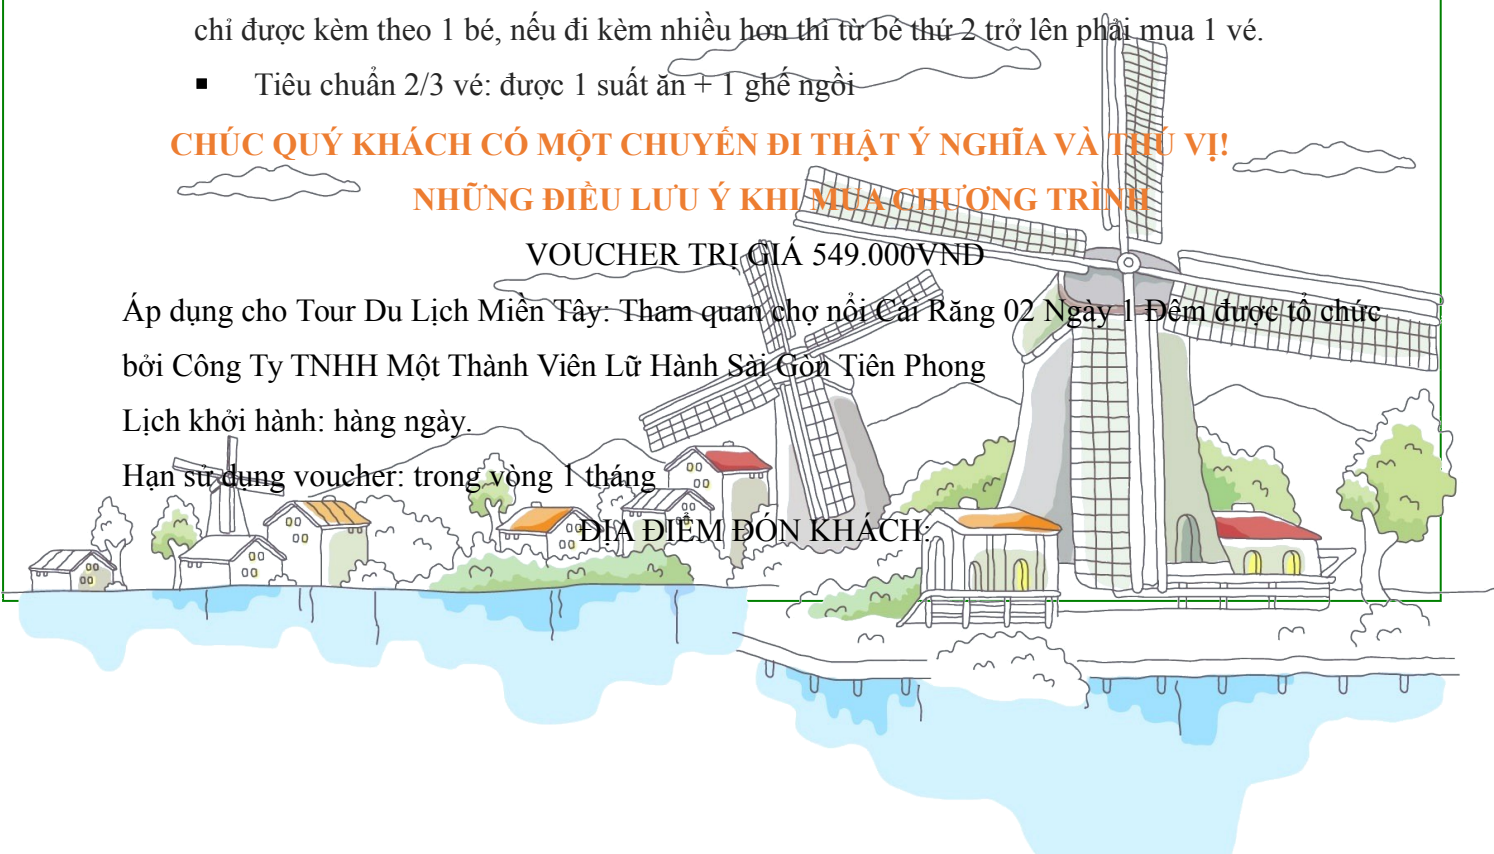 chỉ được kèm theo 1 bé, nếu đi kèm nhiều hơn thì từ bé thứ 2 trở lên phải mua 1 vé.
▪ Tiêu chuẩn 2/3 vé: được 1 suất ăn + 1 ghế ngồi
CHÚC QUÝ KHÁCH CÓ MỘT CHUYẾN ĐI THẬT Ý NGHĨA VÀ THÚ VỊ!
NHỮNG ĐIỀU LƯU Ý KHI MUA CHƯƠNG TRÌNH
VOUCHER TRỊ GIÁ 549.000VND
Áp dụng cho Tour Du Lịch Miền Tây: Tham quan chợ nổi Cái Răng 02 Ngày 1 Đêm được tổ chức
bởi Công Ty TNHH Một Thành Viên Lữ Hành Sài Gòn Tiên Phong
Lịch khởi hành: hàng ngày.
Hạn sử dụng voucher: trong vòng 1 tháng
ĐỊA ĐIỂM ĐÓN KHÁCH: